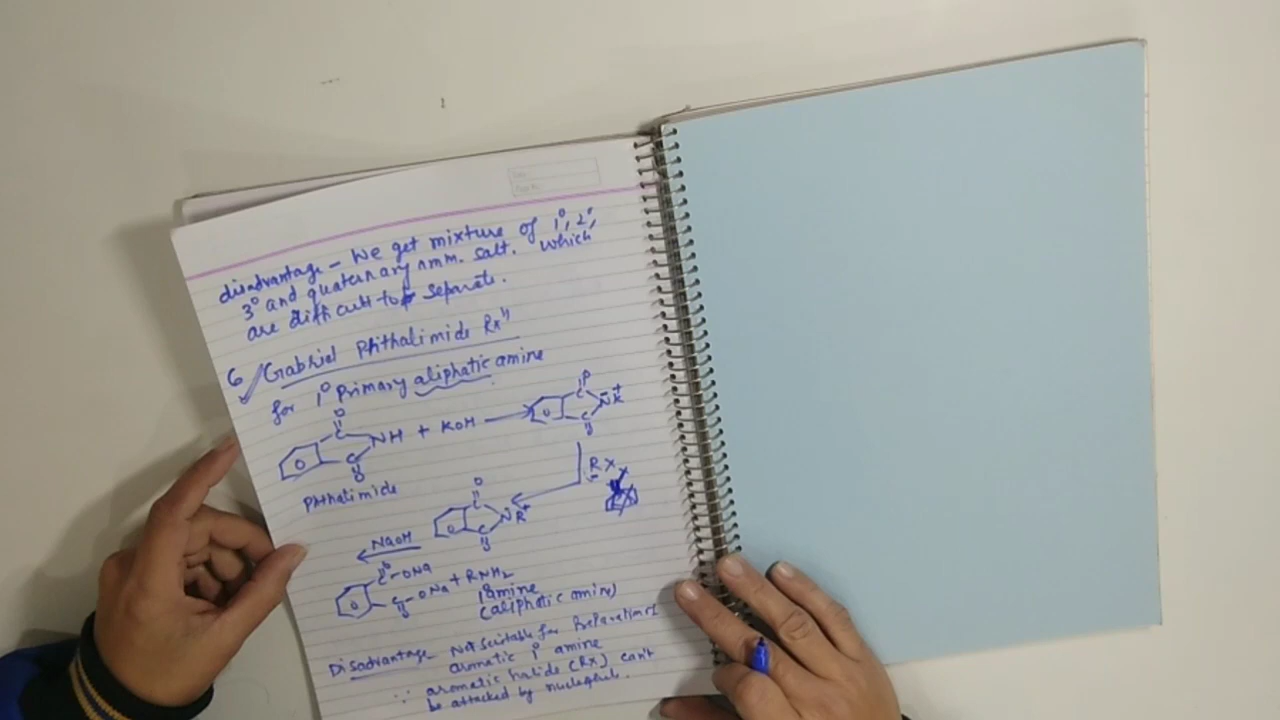 disadvantage - We get mixture of 1°, 2°,
3° and quaternary amm. salt. Which
are difficult to separate.
6 Gabriel Phthalimide Rxⁿ
for 1° Primary aliphatic amine
O
C
NH + KOH
C
O
O
C
N̄K⁺
C
O
Phthalimide
RX
O
C
N̄R⁺
C
O
NaOH
O
C-ONa
C-ONa + RNH₂
O
1° amine
(aliphatic amine)
Disadvantage - Not suitable for Preparation of
aromatic 1° amine
∵ aromatic halide (RX) can't
be attacked by nucleophile.